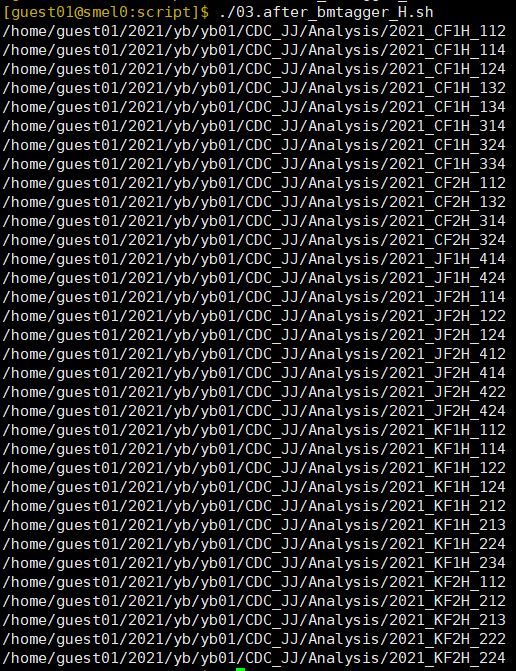 [guest01@smel0:script]$ ./03.after_bmtagger_H.sh
/home/guest01/2021/yb/yb01/CDC_JJ/Analysis/2021_CF1H_112
/home/guest01/2021/yb/yb01/CDC_JJ/Analysis/2021_CF1H_114
/home/guest01/2021/yb/yb01/CDC_JJ/Analysis/2021_CF1H_124
/home/guest01/2021/yb/yb01/CDC_JJ/Analysis/2021_CF1H_132
/home/guest01/2021/yb/yb01/CDC_JJ/Analysis/2021_CF1H_134
/home/guest01/2021/yb/yb01/CDC_JJ/Analysis/2021_CF1H_314
/home/guest01/2021/yb/yb01/CDC_JJ/Analysis/2021_CF1H_324
/home/guest01/2021/yb/yb01/CDC_JJ/Analysis/2021_CF1H_334
/home/guest01/2021/yb/yb01/CDC_JJ/Analysis/2021_CF2H_112
/home/guest01/2021/yb/yb01/CDC_JJ/Analysis/2021_CF2H_132
/home/guest01/2021/yb/yb01/CDC_JJ/Analysis/2021_CF2H_314
/home/guest01/2021/yb/yb01/CDC_JJ/Analysis/2021_CF2H_324
/home/guest01/2021/yb/yb01/CDC_JJ/Analysis/2021_JF1H_414
/home/guest01/2021/yb/yb01/CDC_JJ/Analysis/2021_JF1H_424
/home/guest01/2021/yb/yb01/CDC_JJ/Analysis/2021_JF2H_114
/home/guest01/2021/yb/yb01/CDC_JJ/Analysis/2021_JF2H_122
/home/guest01/2021/yb/yb01/CDC_JJ/Analysis/2021_JF2H_124
/home/guest01/2021/yb/yb01/CDC_JJ/Analysis/2021_JF2H_412
/home/guest01/2021/yb/yb01/CDC_JJ/Analysis/2021_JF2H_414
/home/guest01/2021/yb/yb01/CDC_JJ/Analysis/2021_JF2H_422
/home/guest01/2021/yb/yb01/CDC_JJ/Analysis/2021_JF2H_424
/home/guest01/2021/yb/yb01/CDC_JJ/Analysis/2021_KF1H_112
/home/guest01/2021/yb/yb01/CDC_JJ/Analysis/2021_KF1H_114
/home/guest01/2021/yb/yb01/CDC_JJ/Analysis/2021_KF1H_122
/home/guest01/2021/yb/yb01/CDC_JJ/Analysis/2021_KF1H_124
/home/guest01/2021/yb/yb01/CDC_JJ/Analysis/2021_KF1H_212
/home/guest01/2021/yb/yb01/CDC_JJ/Analysis/2021_KF1H_213
/home/guest01/2021/yb/yb01/CDC_JJ/Analysis/2021_KF1H_224
/home/guest01/2021/yb/yb01/CDC_JJ/Analysis/2021_KF1H_234
/home/guest01/2021/yb/yb01/CDC_JJ/Analysis/2021_KF2H_112
/home/guest01/2021/yb/yb01/CDC_JJ/Analysis/2021_KF2H_212
/home/guest01/2021/yb/yb01/CDC_JJ/Analysis/2021_KF2H_213
/home/guest01/2021/yb/yb01/CDC_JJ/Analysis/2021_KF2H_222
/home/guest01/2021/yb/yb01/CDC_JJ/Analysis/2021_KF2H_224